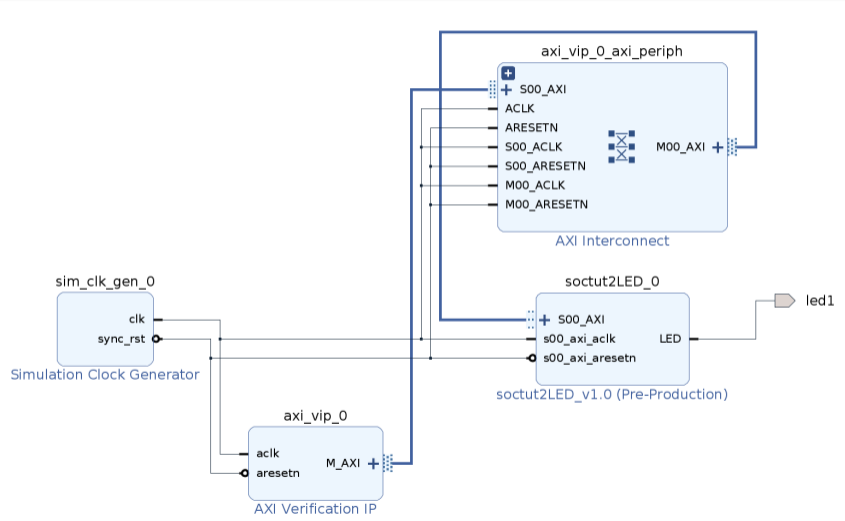 axi_vip_0_axi_periph
S00_AXI
ACLK
ARESETN
S00_ACLK
S00_ARESETN
M00_ACLK
M00_ARESETN
M00_AXI
AXI Interconnect
sim_clk_gen_0
clk
sync_rst
Simulation Clock Generator
soctut2LED_0
S00_AXI
s00_axi_aclk
s00_axi_aresetn
LED
soctut2LED_v1.0 (Pre-Production)
led1
axi_vip_0
aclk
aresetn
M_AXI
AXI Verification IP